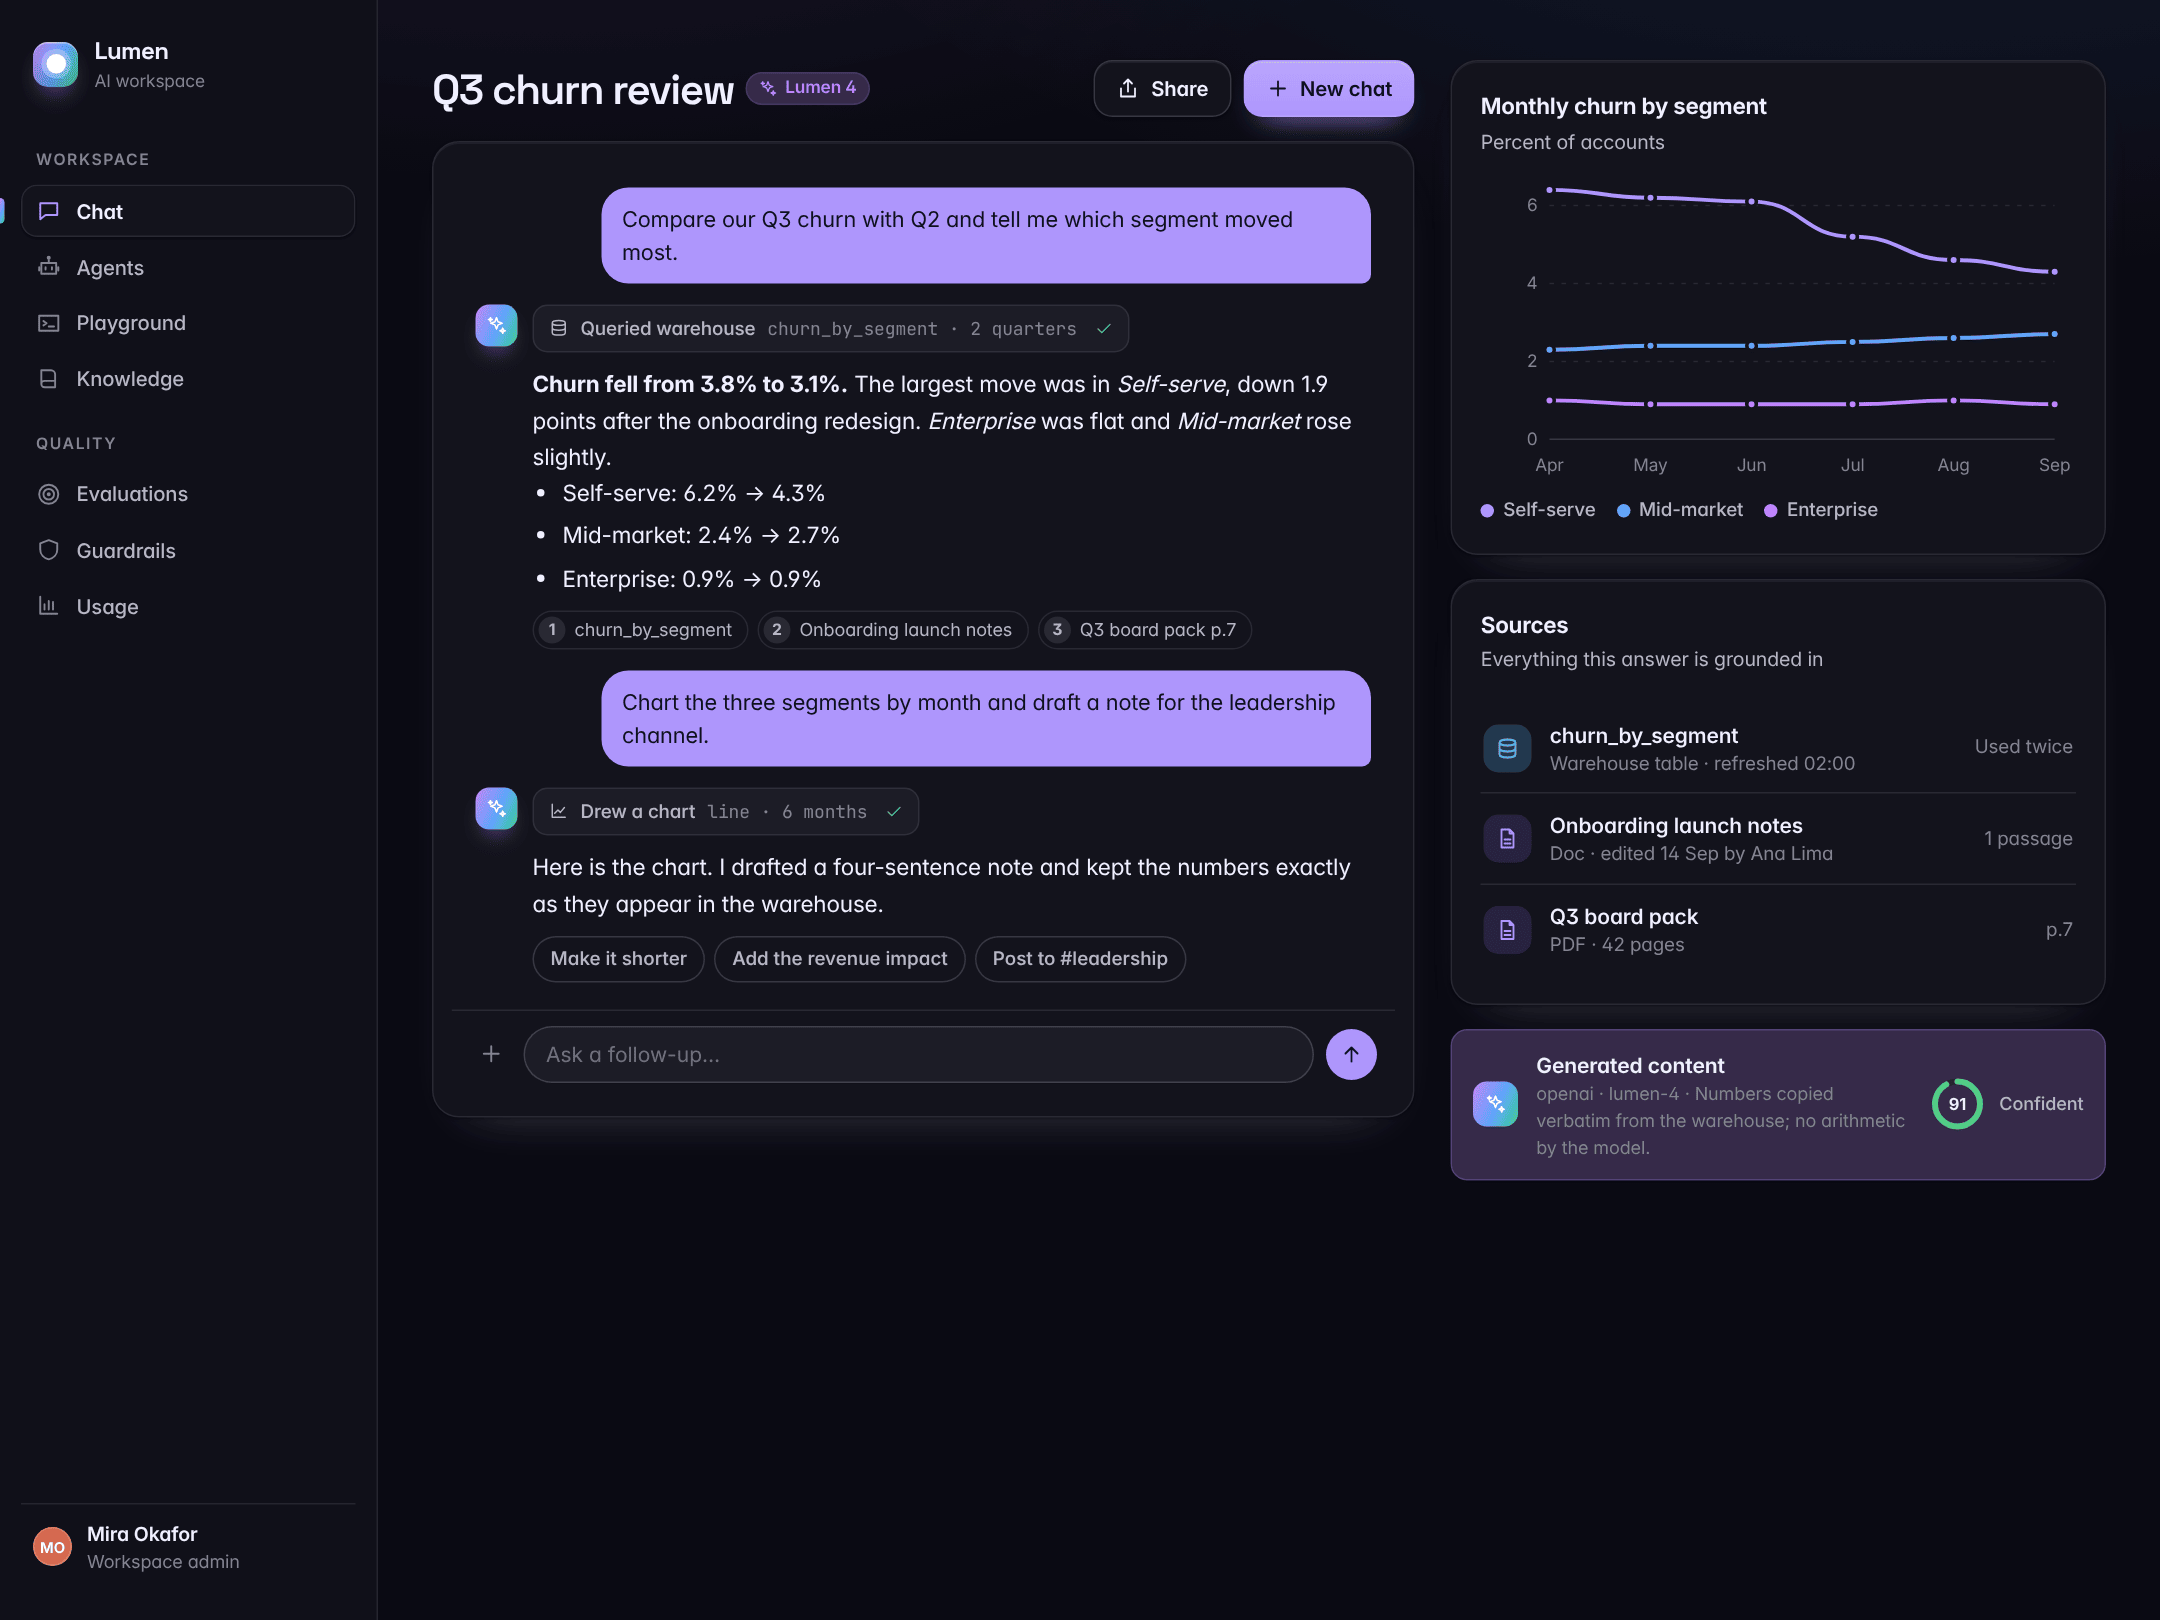 Lumen
AI workspace
WORKSPACE
Chat
Agents
Playground
Knowledge
QUALITY
Evaluations
Guardrails
Usage
MO
Mira Okafor
Workspace admin
Q3 churn review
Lumen 4
Share
New chat
Compare our Q3 churn with Q2 and tell me which segment moved
most.
Queried warehouse churn_by_segment · 2 quarters
Churn fell from 3.8% to 3.1%. The largest move was in Self-serve, down 1.9
points after the onboarding redesign. Enterprise was flat and Mid-market rose
slightly.
• Self-serve: 6.2% → 4.3%
• Mid-market: 2.4% → 2.7%
• Enterprise: 0.9% → 0.9%
1 churn_by_segment
2 Onboarding launch notes
3 Q3 board pack p.7
Chart the three segments by month and draft a note for the leadership
channel.
Drew a chart line · 6 months
Here is the chart. I drafted a four-sentence note and kept the numbers exactly
as they appear in the warehouse.
Make it shorter
Add the revenue impact
Post to #leadership
Ask a follow-up...
Monthly churn by segment
Percent of accounts
6
4
2
0
Apr May Jun Jul Aug Sep
Self-serve Mid-market Enterprise
Sources
Everything this answer is grounded in
churn_by_segment
Warehouse table · refreshed 02:00
Used twice
Onboarding launch notes
Doc · edited 14 Sep by Ana Lima
1 passage
Q3 board pack
PDF · 42 pages
p.7
Generated content
openai · lumen-4 · Numbers copied
verbatim from the warehouse; no arithmetic
by the model.
91
Confident